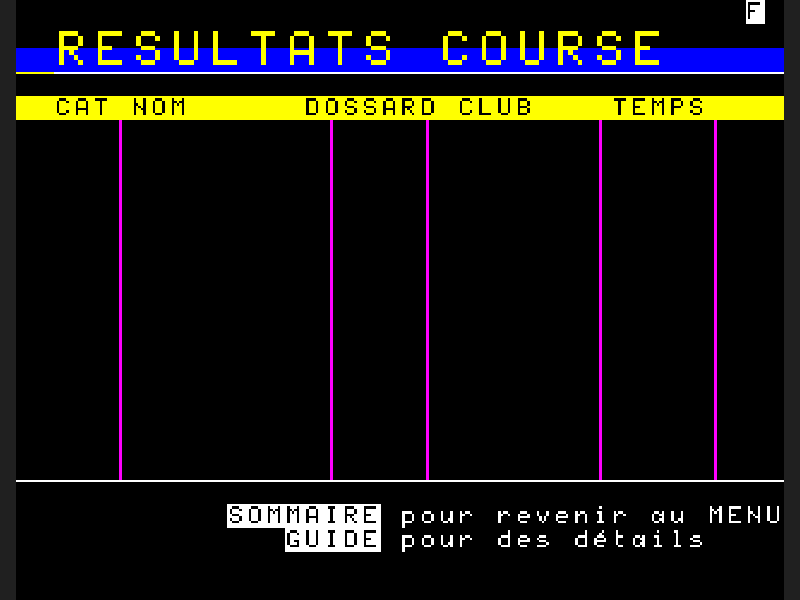 F
RESULTATS COURSE
CAT NOM DOSSARD CLUB TEMPS
SOMMAIRE pour revenir au MENU
GUIDE pour des détails